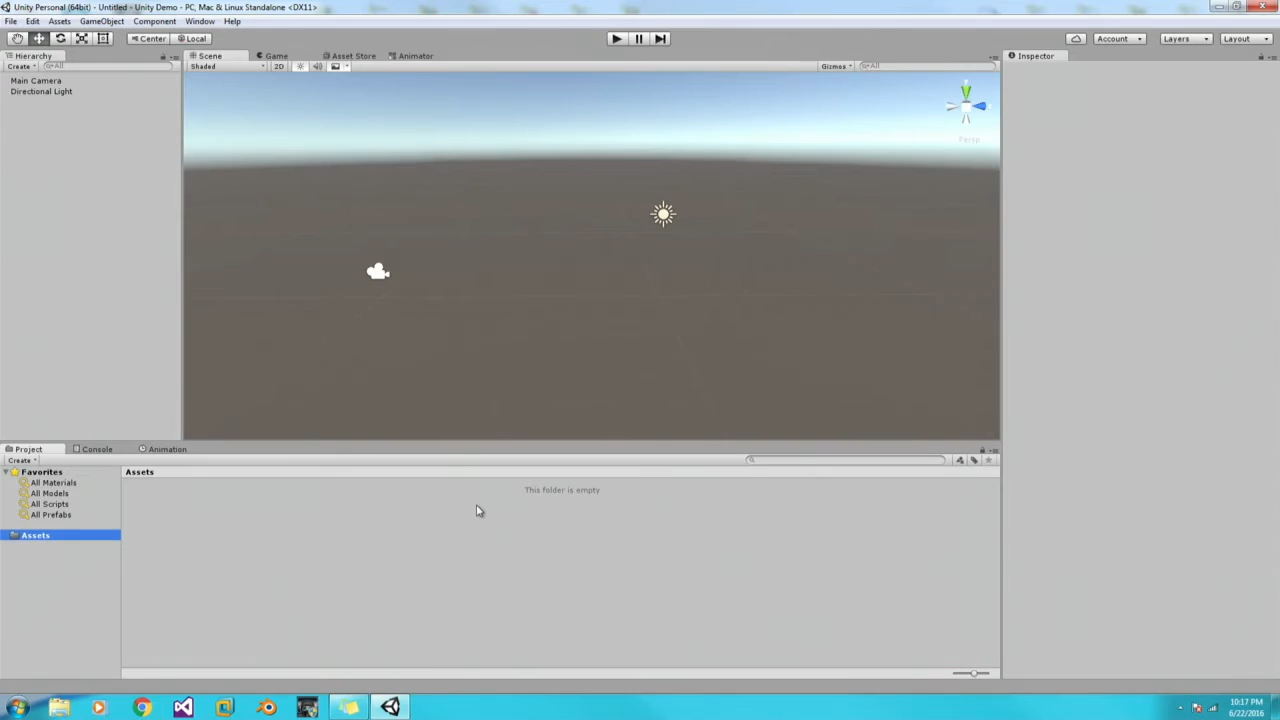 Unity Personal (64bit) - Untitled - Unity Demo - PC, Mac & Linux Standalone <DX11>
File Edit Assets GameObject Component Window Help
Center Local Account Layers Layout
Hierarchy Scene Game Asset Store Animator Inspector
Create All Shaded 2D Gizmos All
Main Camera
Directional Light
Persp
Project Console Animation
Create
Favorites Assets
All Materials
All Models This folder is empty
All Scripts
All Prefabs
Assets
10:17 PM
6/22/2016